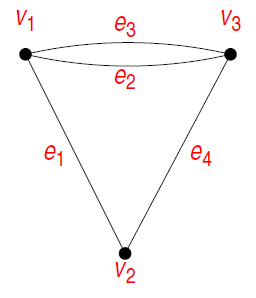 v₁ e₃ v₃
e₂
e₁ e₄
v₂